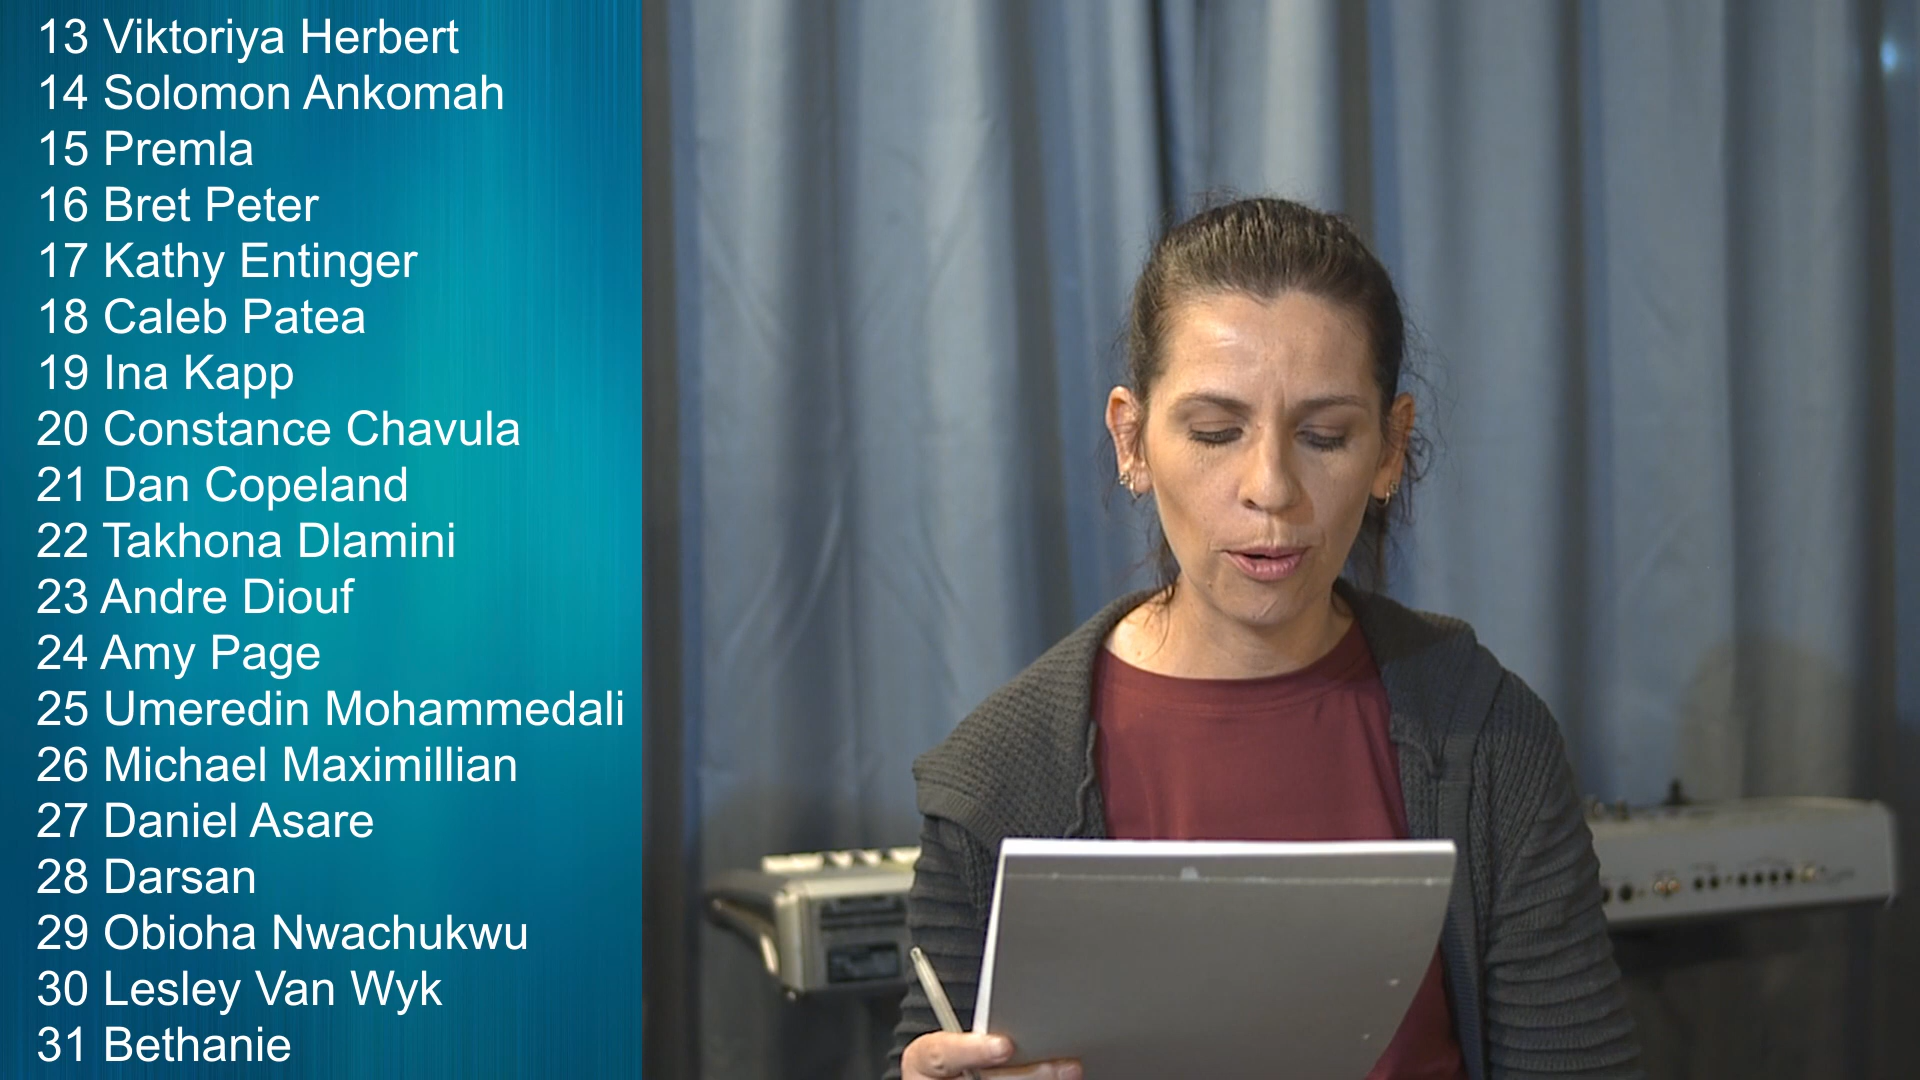 13 Viktoriya Herbert
14 Solomon Ankomah
15 Premla
16 Bret Peter
17 Kathy Entinger
18 Caleb Patea
19 Ina Kapp
20 Constance Chavula
21 Dan Copeland
22 Takhona Dlamini
23 Andre Diouf
24 Amy Page
25 Umeredin Mohammedali
26 Michael Maximillian
27 Daniel Asare
28 Darsan
29 Obioha Nwachukwu
30 Lesley Van Wyk
31 Bethanie